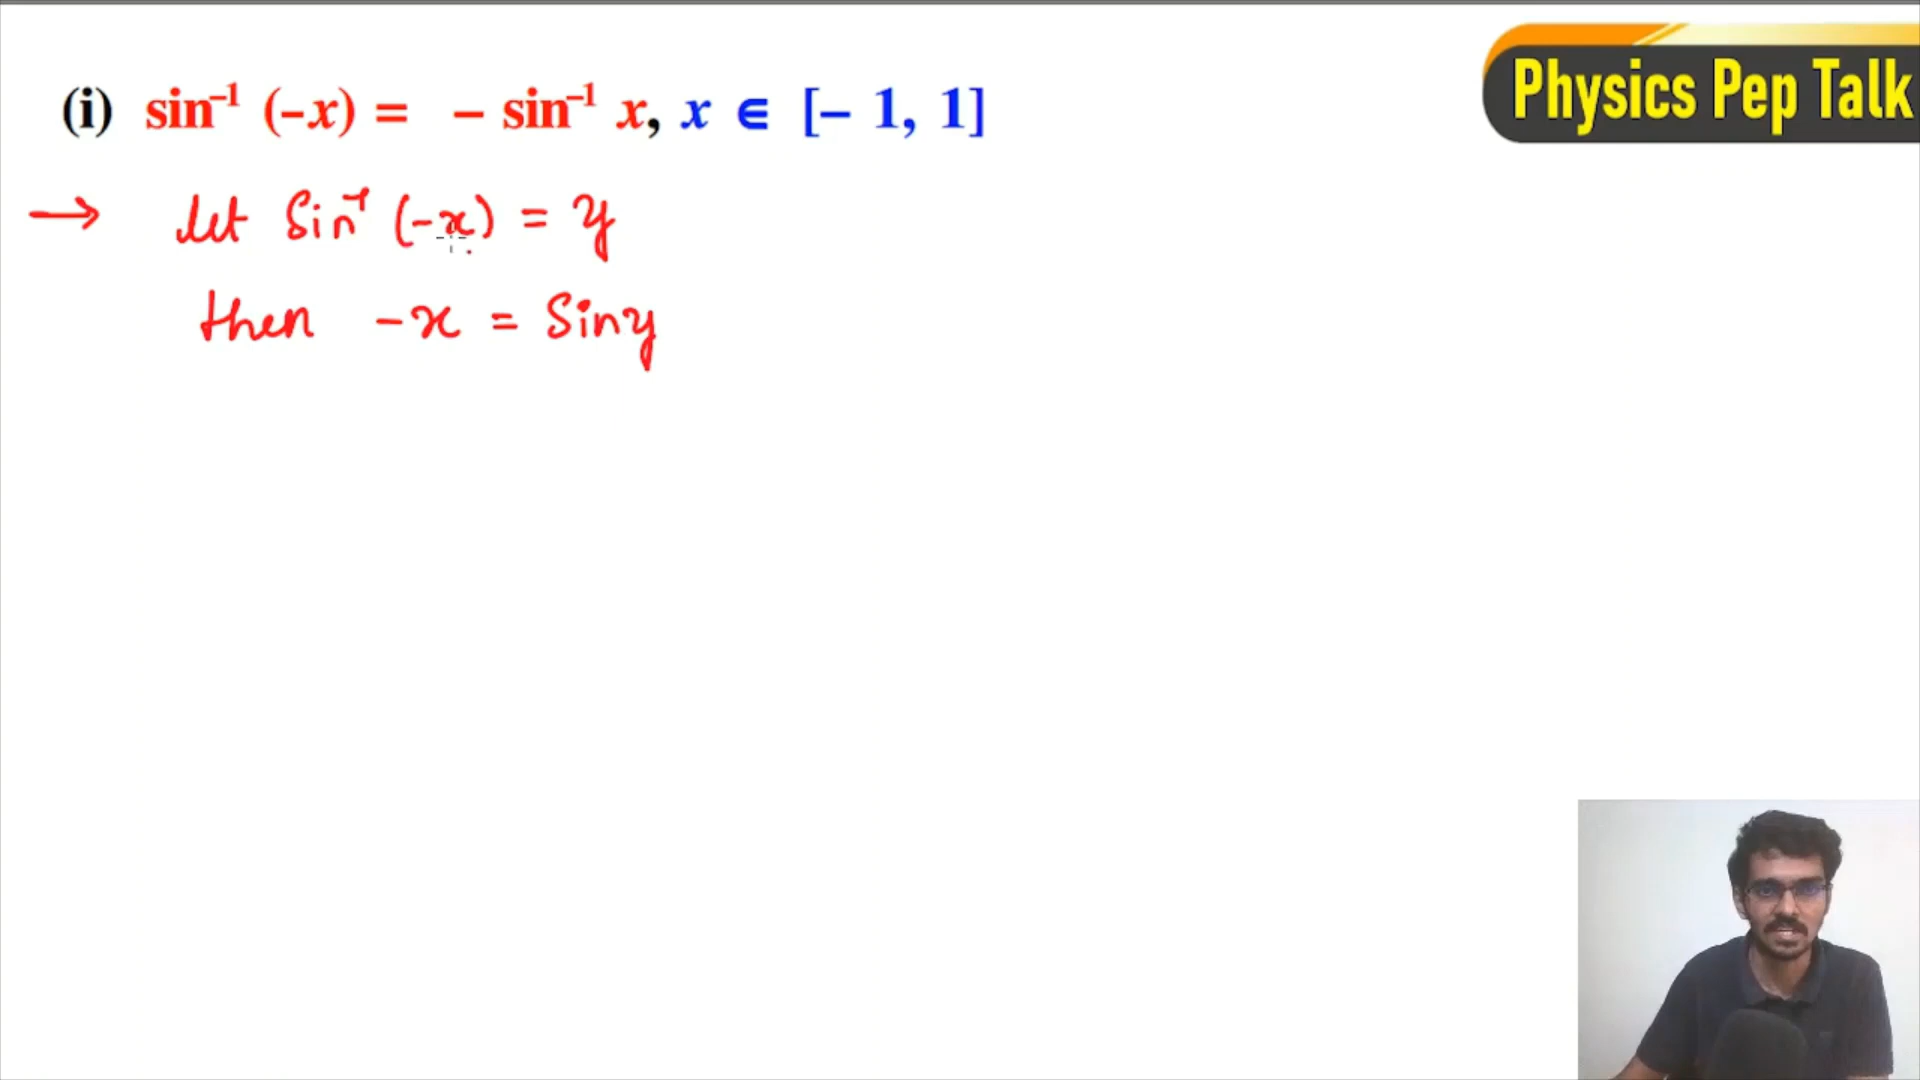 (i) sin⁻¹ (–x) = – sin⁻¹ x, x ∈ [– 1, 1]
Physics Pep Talk
→ let Sin⁻¹ (-x) = y
then -x = Siny